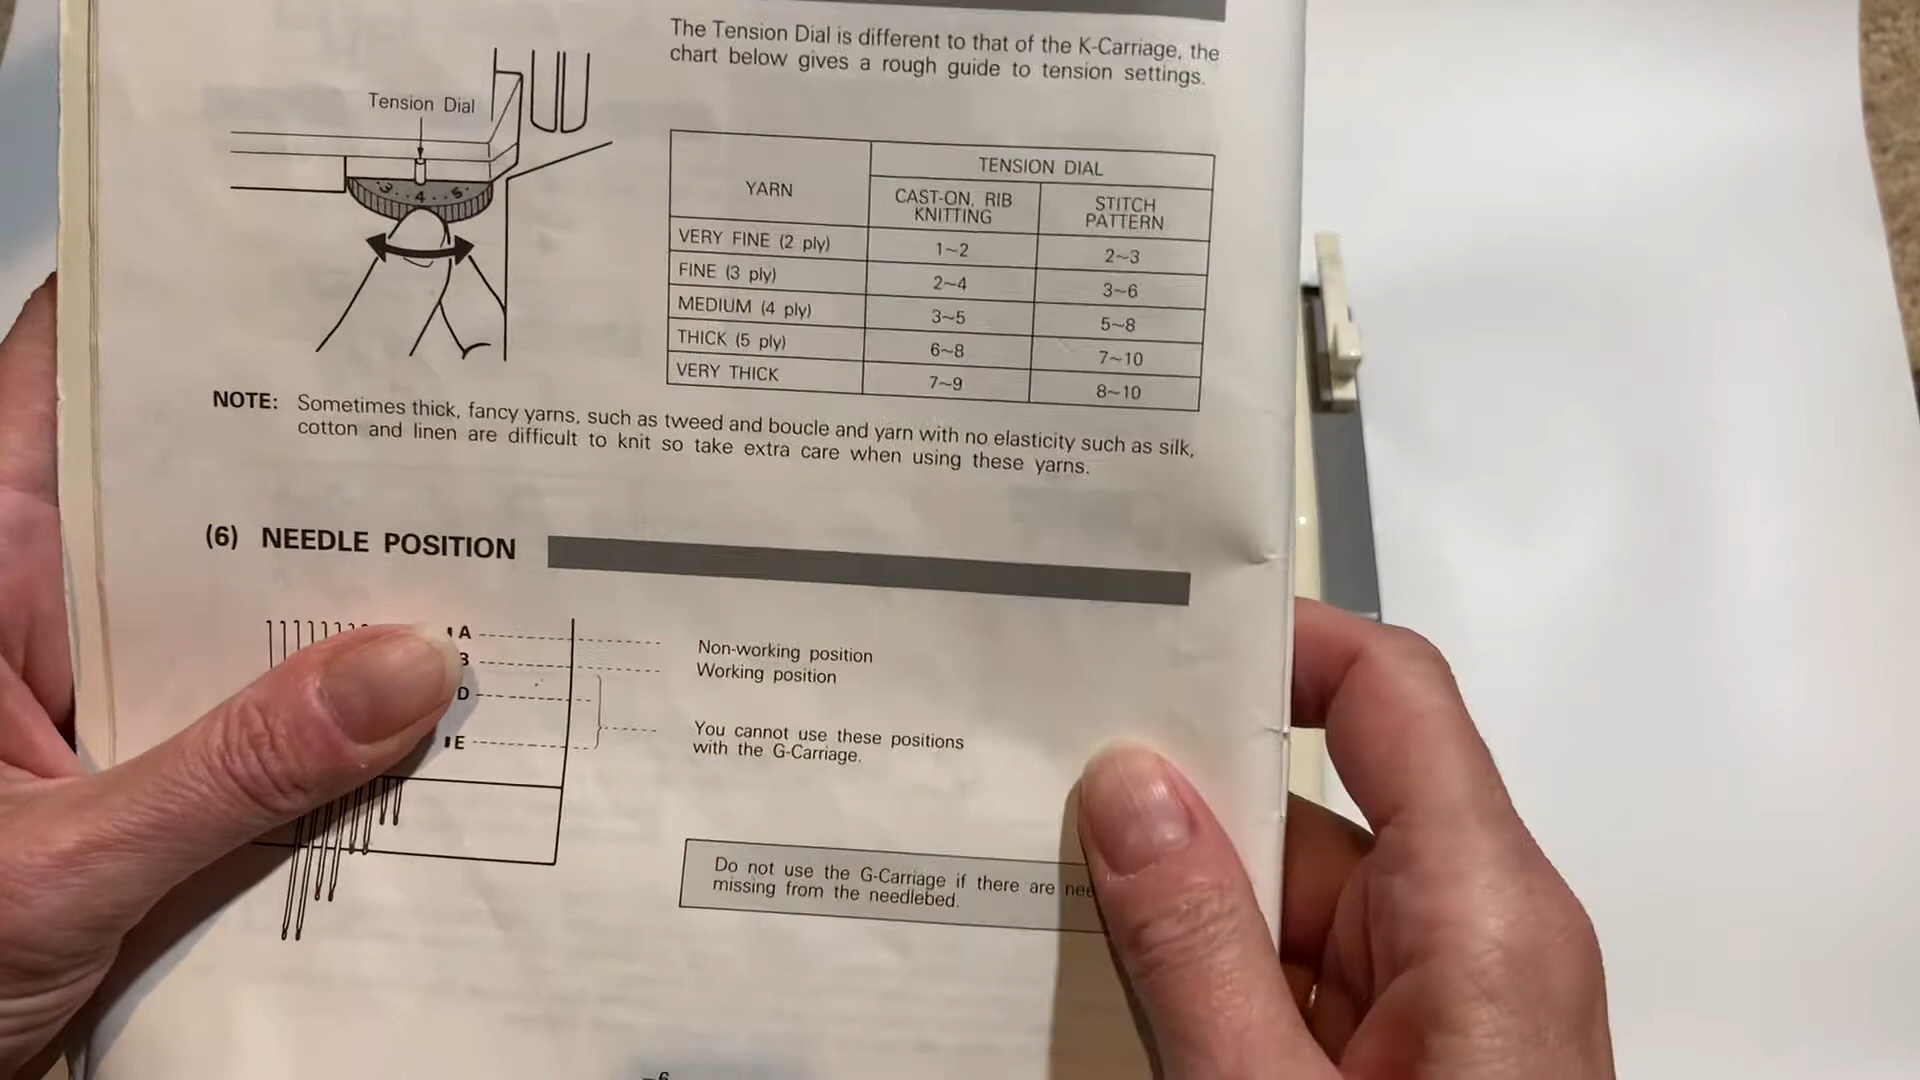 The Tension Dial is different to that of the K-Carriage, the
chart below gives a rough guide to tension settings.
Tension Dial
3 4 5
YARN
TENSION DIAL
CAST-ON, RIB
KNITTING
STITCH
PATTERN
VERY FINE (2 ply) 1~2 2~3
FINE (3 ply) 2~4 3~6
MEDIUM (4 ply) 3~5 5~8
THICK (5 ply) 6~8 7~10
VERY THICK 7~9 8~10
NOTE: Sometimes thick, fancy yarns, such as tweed and boucle and yarn with no elasticity such as silk,
cotton and linen are difficult to knit so take extra care when using these yarns.
(6) NEEDLE POSITION
A Non-working position
B Working position
D
E
You cannot use these positions
with the G-Carriage.
Do not use the G-Carriage if there are
missing from the needlebed.